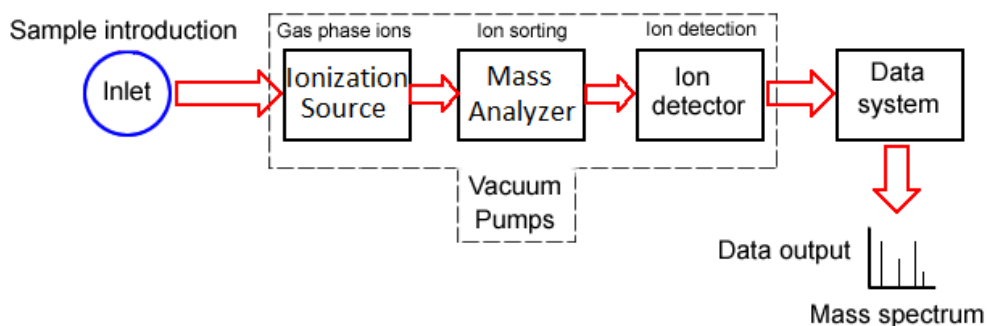 Sample introduction
Inlet
Gas phase ions
Ionization
Source
Ion sorting
Mass
Analyzer
Ion detection
Ion
detector
Data
system
Vacuum
Pumps
Data output
Mass spectrum